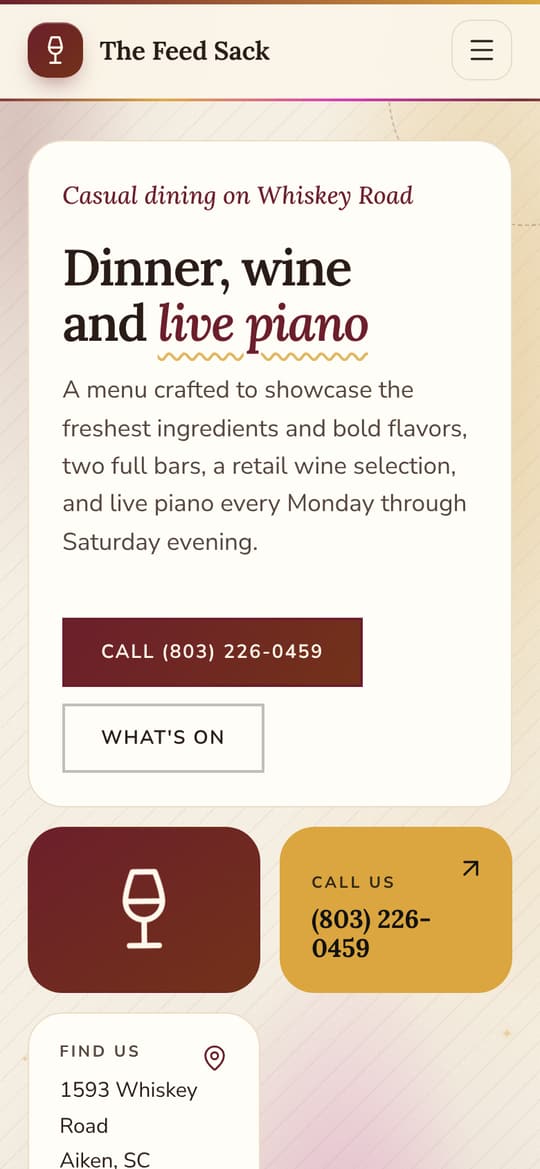 The Feed Sack
Casual dining on Whiskey Road
Dinner, wine
and live piano
A menu crafted to showcase the
freshest ingredients and bold flavors,
two full bars, a retail wine selection,
and live piano every Monday through
Saturday evening.
CALL (803) 226-0459
WHAT'S ON
CALL US
(803) 226-
0459
FIND US
1593 Whiskey
Road
Aiken, SC